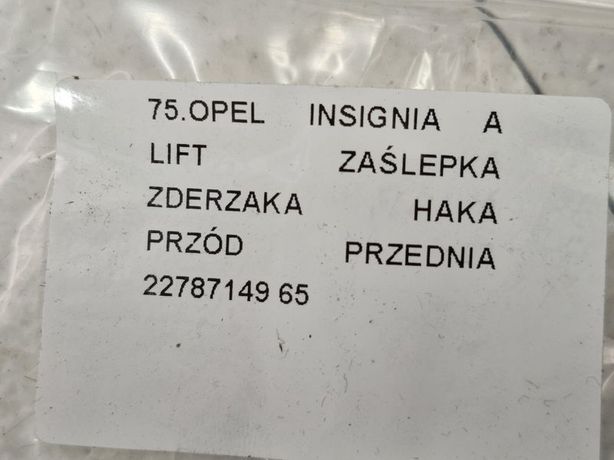 75.OPEL INSIGNIA A
LIFT ZAŚLEPKA
ZDERZAKA HAKA
PRZÓD PRZEDNIA
22787149 65